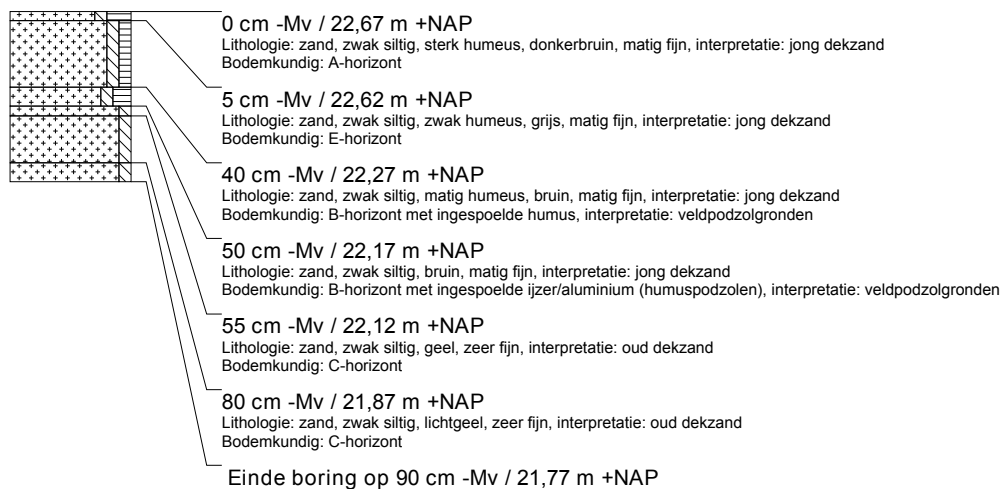 0 cm -Mv / 22,67 m +NAP
Lithologie: zand, zwak siltig, sterk humeus, donkerbruin, matig fijn, interpretatie: jong dekzand
Bodemkundig: A-horizont
5 cm -Mv / 22,62 m +NAP
Lithologie: zand, zwak siltig, zwak humeus, grijs, matig fijn, interpretatie: jong dekzand
Bodemkundig: E-horizont
40 cm -Mv / 22,27 m +NAP
Lithologie: zand, zwak siltig, matig humeus, bruin, matig fijn, interpretatie: jong dekzand
Bodemkundig: B-horizont met ingespoelde humus, interpretatie: veldpodzolgronden
50 cm -Mv / 22,17 m +NAP
Lithologie: zand, zwak siltig, bruin, matig fijn, interpretatie: jong dekzand
Bodemkundig: B-horizont met ingespoelde ijzer/aluminium (humuspodzolen), interpretatie: veldpodzolgronden
55 cm -Mv / 22,12 m +NAP
Lithologie: zand, zwak siltig, geel, zeer fijn, interpretatie: oud dekzand
Bodemkundig: C-horizont
80 cm -Mv / 21,87 m +NAP
Lithologie: zand, zwak siltig, lichtgeel, zeer fijn, interpretatie: oud dekzand
Bodemkundig: C-horizont
Einde boring op 90 cm -Mv / 21,77 m +NAP